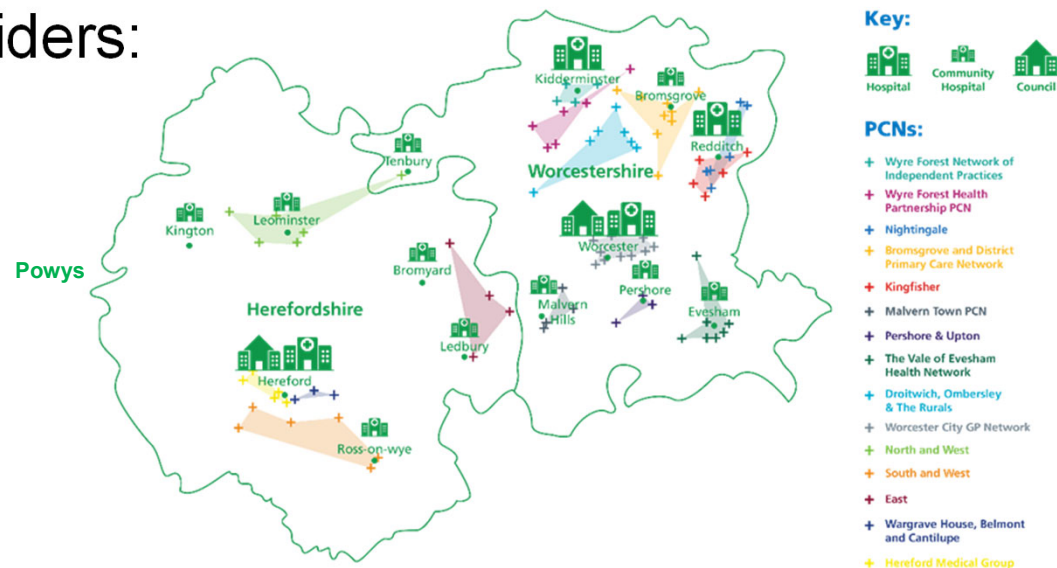 iders:
Kidderminster
Bromsgrove
Redditch
Tenbury
Worcestershire
Leominster
Kington
Worcester
Powys
Bromyard
Pershore
Malvern
Hills
Evesham
Herefordshire
Ledbury
Hereford
Ross-on-wye
Key:
Hospital
Community
Hospital
Council
PCNs:
Wyre Forest Network of
Independent Practices
Wyre Forest Health
Partnership PCN
Nightingale
Bromsgrove and District
Primary Care Network
Kingfisher
Malvern Town PCN
Pershore & Upton
The Vale of Evesham
Health Network
Droitwich, Ombersley
& The Rurals
Worcester City GP Network
North and West
South and West
East
Wargrave House, Belmont
and Cantilupe
Hereford Medical Group